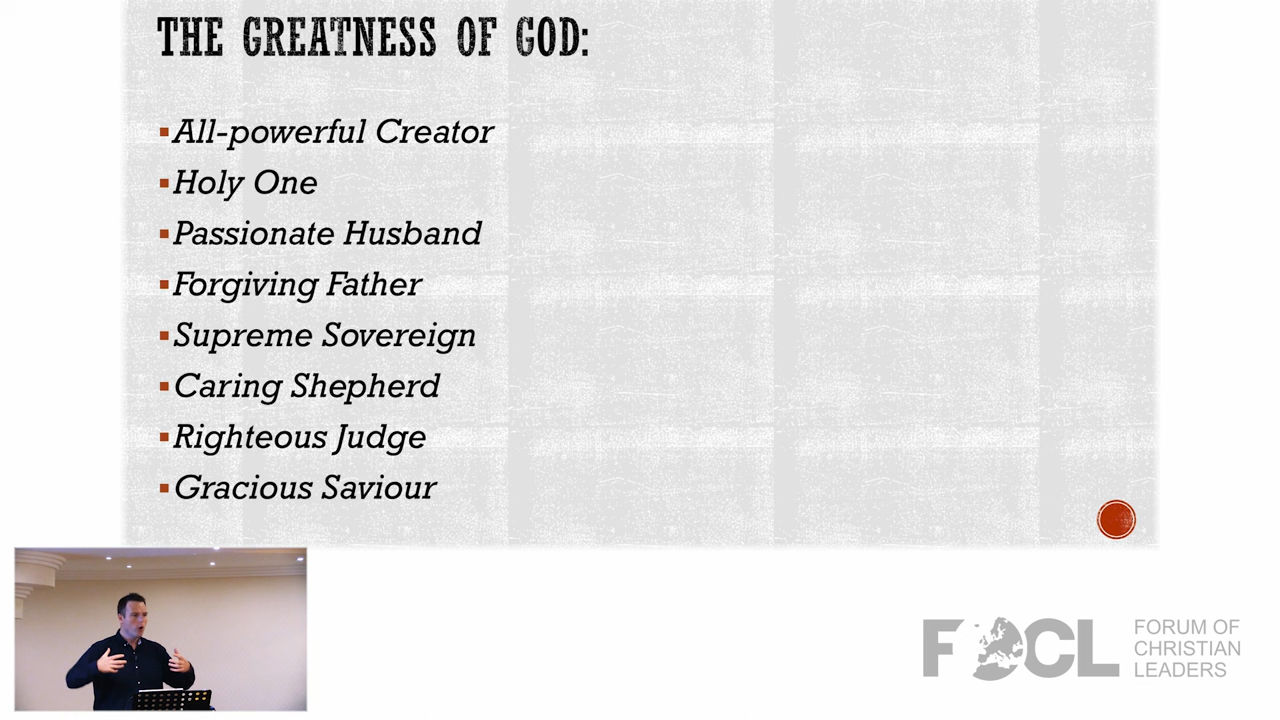 THE GREATNESS OF GOD:
▪All-powerful Creator
▪Holy One
▪Passionate Husband
▪Forgiving Father
▪Supreme Sovereign
▪Caring Shepherd
▪Righteous Judge
▪Gracious Saviour
FOCL
FORUM OF
CHRISTIAN
LEADERS